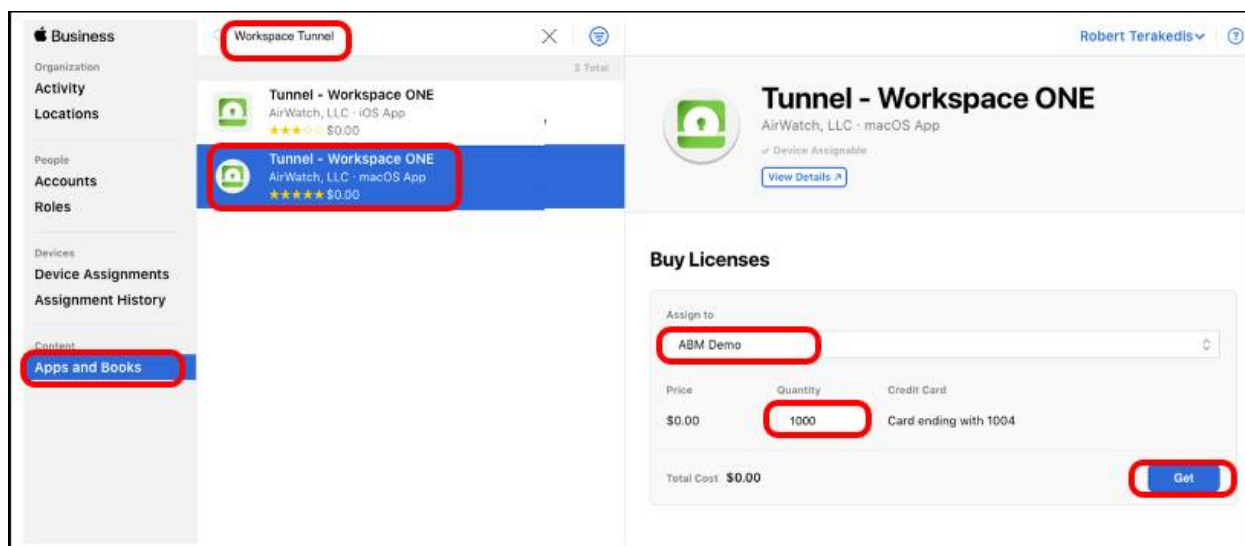 Business
Organization
Activity
Locations
People
Accounts
Roles
Devices
Device Assignments
Assignment History
Content
Apps and Books
Workspace Tunnel
2 Total
Tunnel - Workspace ONE
AirWatch, LLC · iOS App
★★★☆☆ $0.00
Tunnel - Workspace ONE
AirWatch, LLC · macOS App
★★★★★ $0.00
Robert Terakedis
?
Tunnel - Workspace ONE
AirWatch, LLC · macOS App
✓ Device Assignable
View Details ↗
Buy Licenses
Assign to
ABM Demo
Price Quantity Credit Card
$0.00 1000 Card ending with 1004
Total Cost $0.00 Get